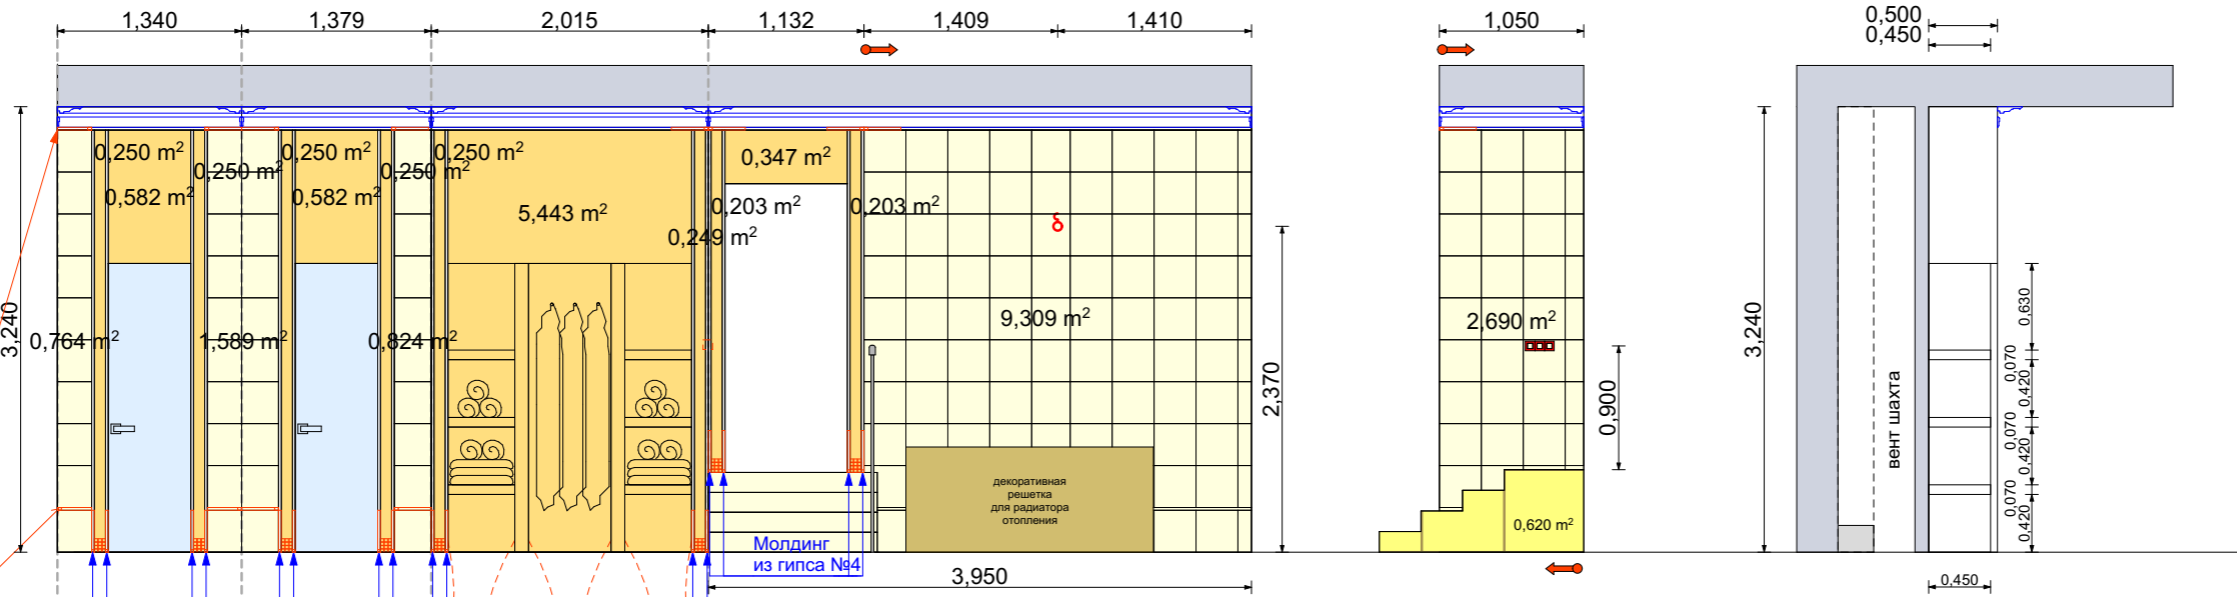 1,340
1,379
2,015
1,132
1,409
1,410
1,050
0,500
0,450
0,250 m²
0,250 m²
0,250 m²
0,250 m²
0,250 m²
0,347 m²
0,582 m²
0,582 m²
5,443 m²
0,203 m²
0,203 m²
0,249 m²
3,240
0,764 m²
1,589 m²
0,824 m²
9,309 m²
2,370
2,690 m²
0,900
0,620 m²
3,240
вент шахта
0,630
0,070
0,420
0,070
0,420
0,070
0,420
декоративная
решетка
для радиатора
отопления
Молдинг
из гипса №4
3,950
0,450